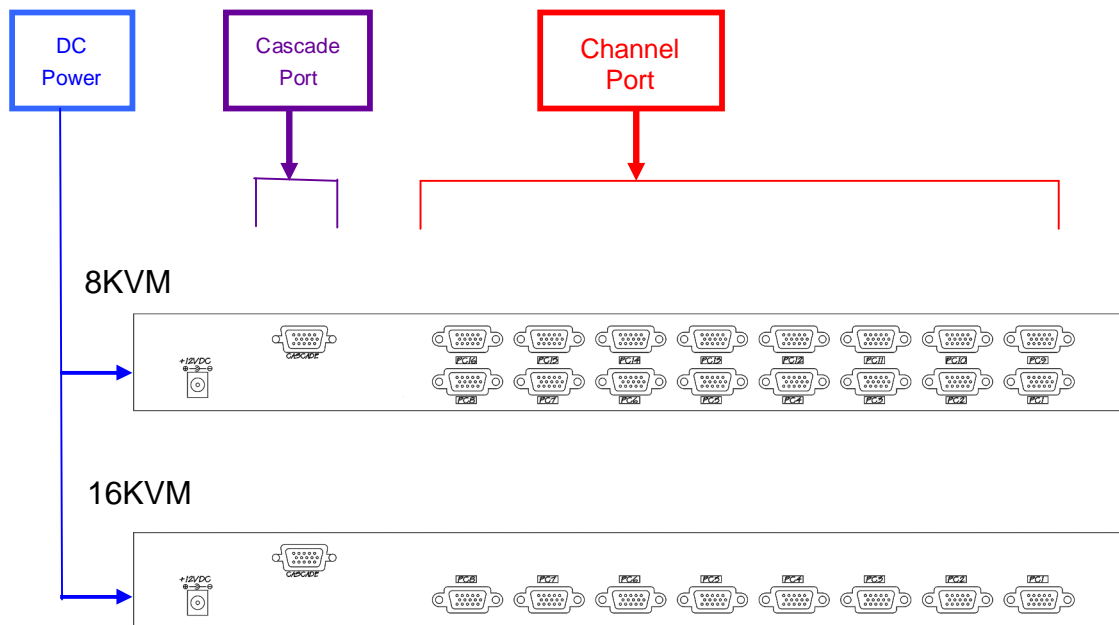 DC
Power
Cascade
Port
Channel
Port
8KVM
+12VDC
CASCADE
PC16 PC15 PC14 PC13 PC12 PC11 PC10 PC9
PC8 PC7 PC6 PC5 PC4 PC3 PC2 PC1
16KVM
+12VDC
CASCADE
PC8 PC7 PC6 PC5 PC4 PC3 PC2 PC1